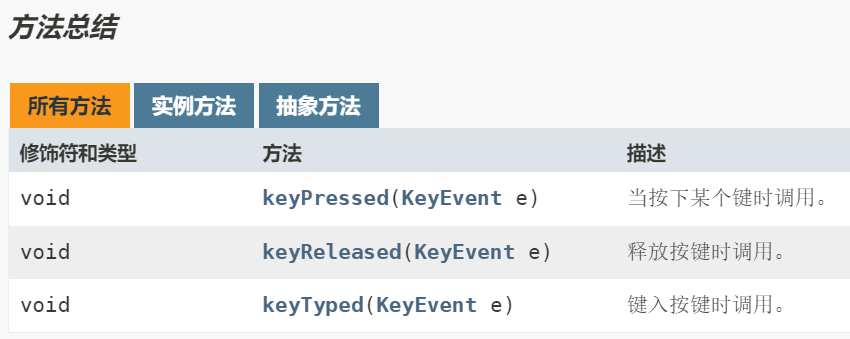 方法总结
所有方法 实例方法 抽象方法
修饰符和类型 方法 描述
void keyPressed(KeyEvent e) 当按下某个键时调用。
void keyReleased(KeyEvent e) 释放按键时调用。
void keyTyped(KeyEvent e) 键入按键时调用。